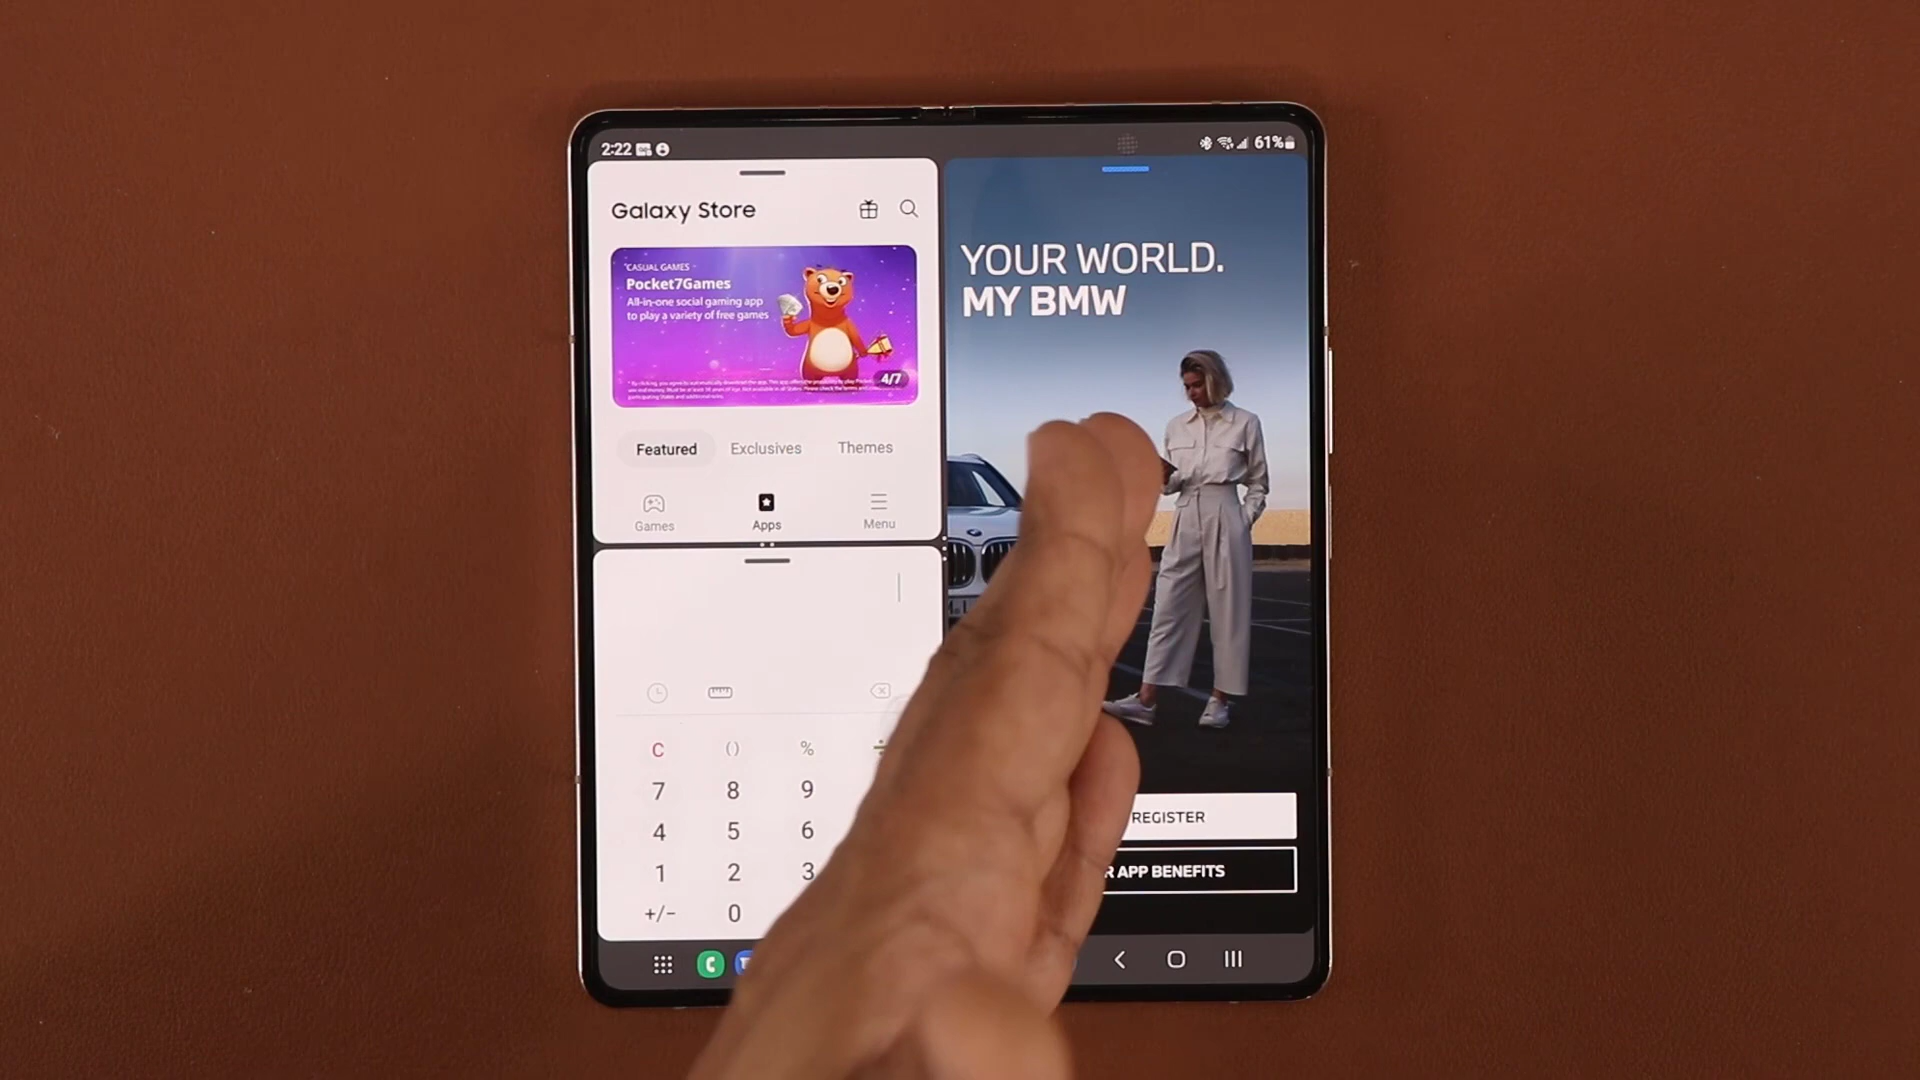 2:22
61%
Galaxy Store
CASUAL GAMES
Pocket7Games
All-in-one social gaming app
to play a variety of free games
4/7
Featured Exclusives Themes
Games Apps Menu
C () % ÷
7 8 9
4 5 6
1 2 3
+/− 0
YOUR WORLD.
MY BMW
REGISTER
R APP BENEFITS